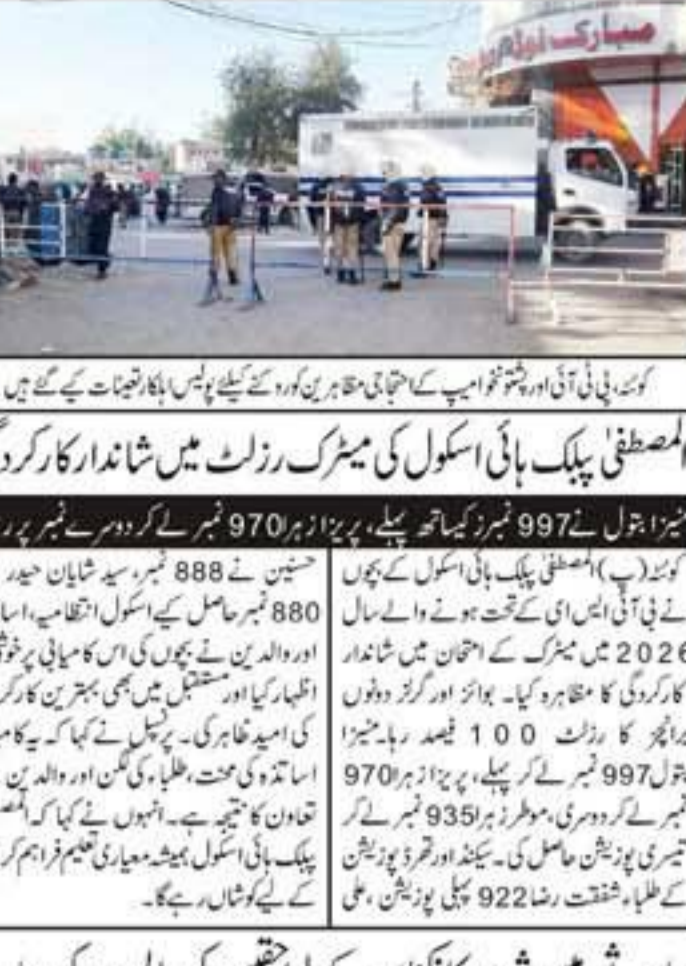 مبارک
کوئٹہ، پی ٹی آئی اور پشتونخوامیپ کے احتجاجی مظاہرین کو روکنے کیلئے پولیس اہلکار تعینات کیے گئے ہیں
المصطفیٰ پبلک ہائی اسکول کی میٹرک رزلٹ میں شاندار کارکرد
منیزا بتول نے 997 نمبرز کیساتھ پہلے، پریزا زہرا 970 نمبر لے کر دوسرے نمبر پر
کوئٹہ (پ) المصطفیٰ پبلک ہائی اسکول کے بچوں
نے بی آئی ایس ای کے تحت ہونے والے سال
2026 میں میٹرک کے امتحان میں شاندار
کارکردگی کا مظاہرہ کیا۔ بوائز اور گرلز دونوں
برانچز کا رزلٹ 100 فیصد رہا۔ منیزا
بتول 997 نمبر لے کر پہلے، پریزا زہرا 970
نمبر لے کر دوسری، موطر زہرا 935 نمبر لے کر
تیسری پوزیشن حاصل کی۔ سیکنڈ اور تھرڈ پوزیشن
کے طلباء شفقت رضا 922 پہلی پوزیشن، علی
حسنین نے 888 نمبر، سید شایان حیدر
880 نمبر حاصل کیے اسکول انتظامیہ، اسا
اور والدین نے بچوں کی اس کامیابی پر خوش
اظہار کیا اور مستقبل میں بھی بہترین کارکر
کی امید ظاہر کی۔ پرنسپل نے کہا کہ یہ کام
اساتذہ کی محنت، طلباء کی لگن اور والدین
تعاون کا نتیجہ ہے۔ انہوں نے کہا کہ المص
پبلک ہائی اسکول ہمیشہ معیاری تعلیم فراہم کر
کے لیے کوشاں رہے گا۔